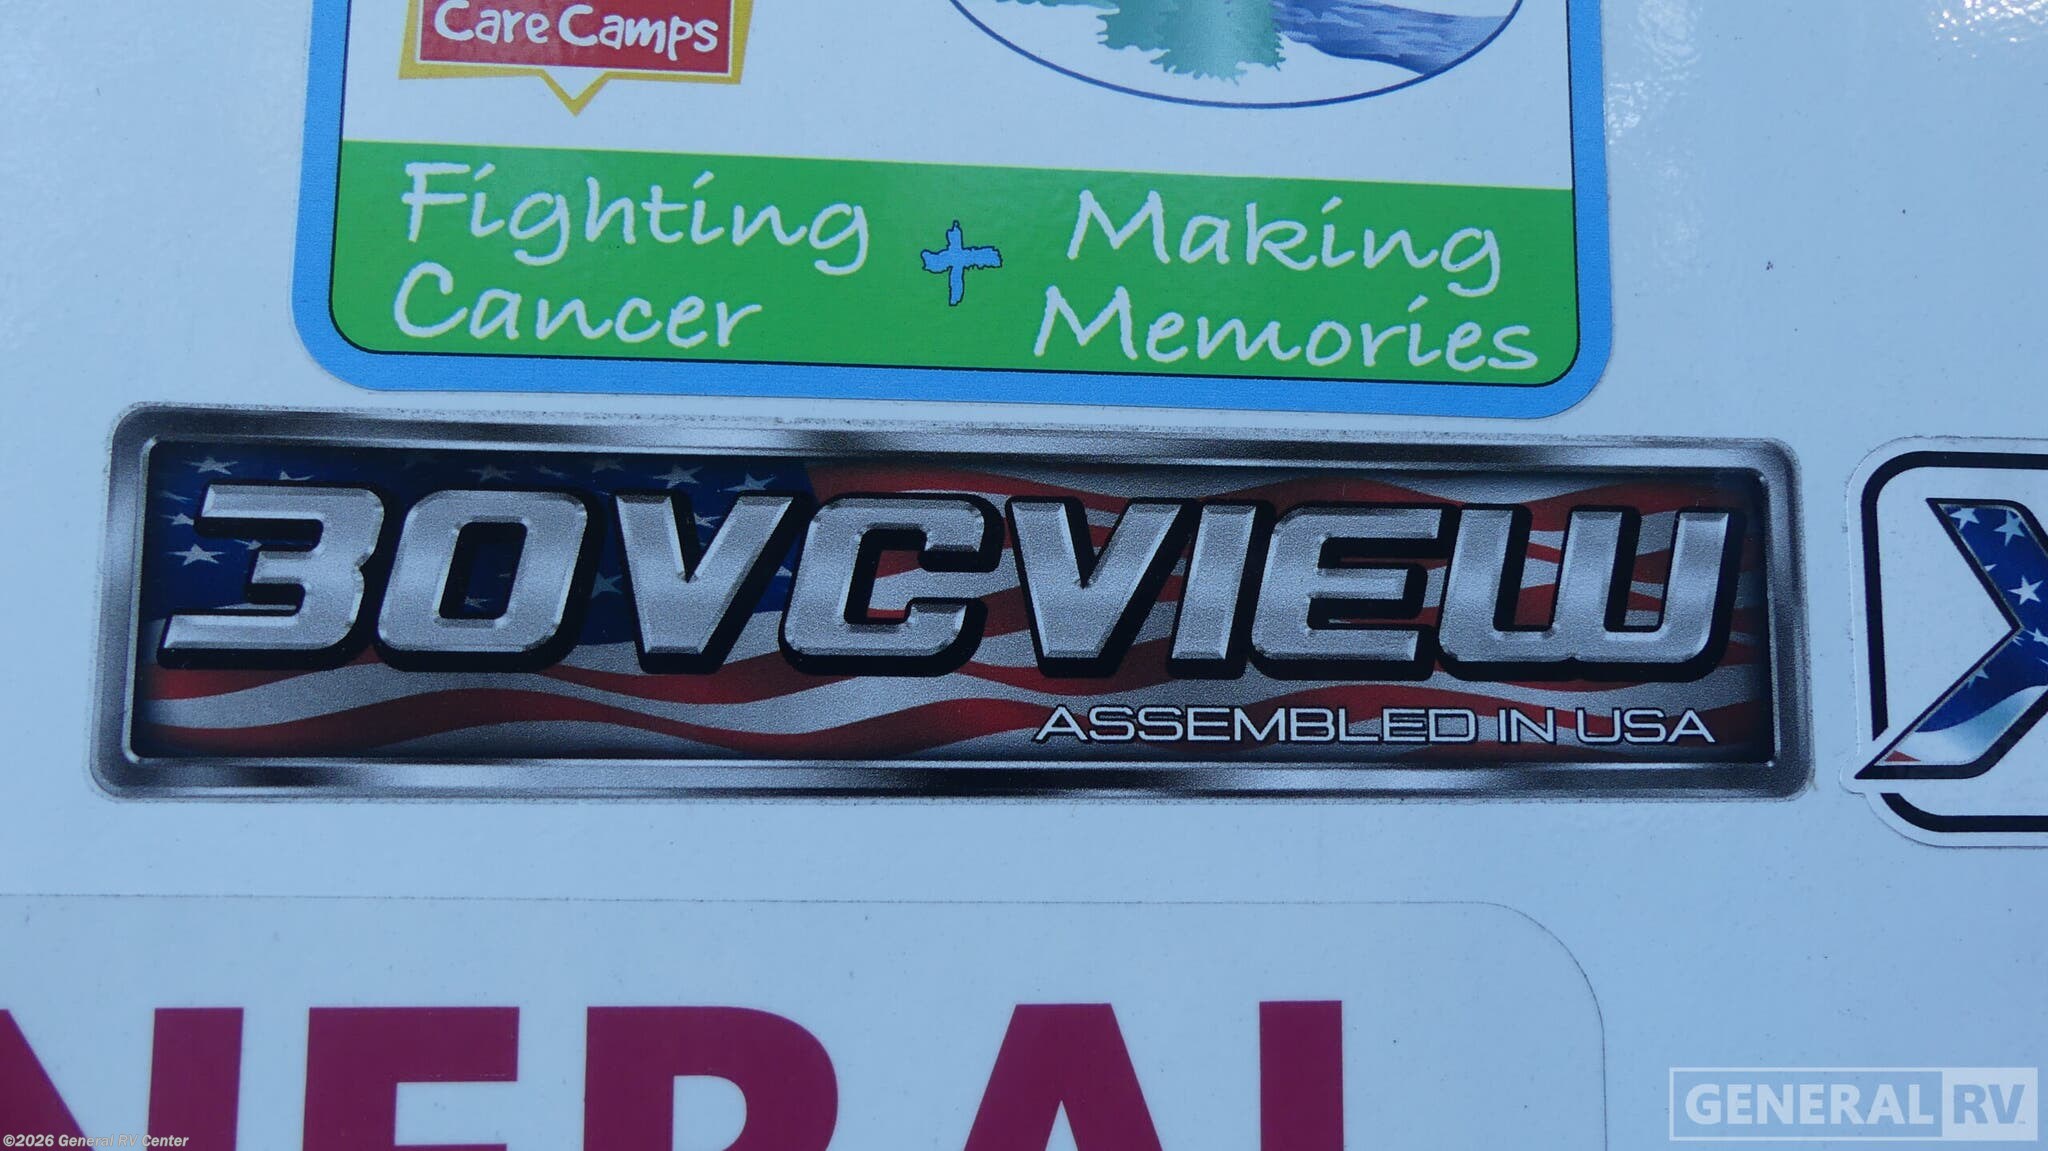 Care Camps
Fighting Making
Cancer + Memories
30VCVIEW
ASSEMBLED IN USA
NERAL
GENERAL RV
©2026 General RV Center